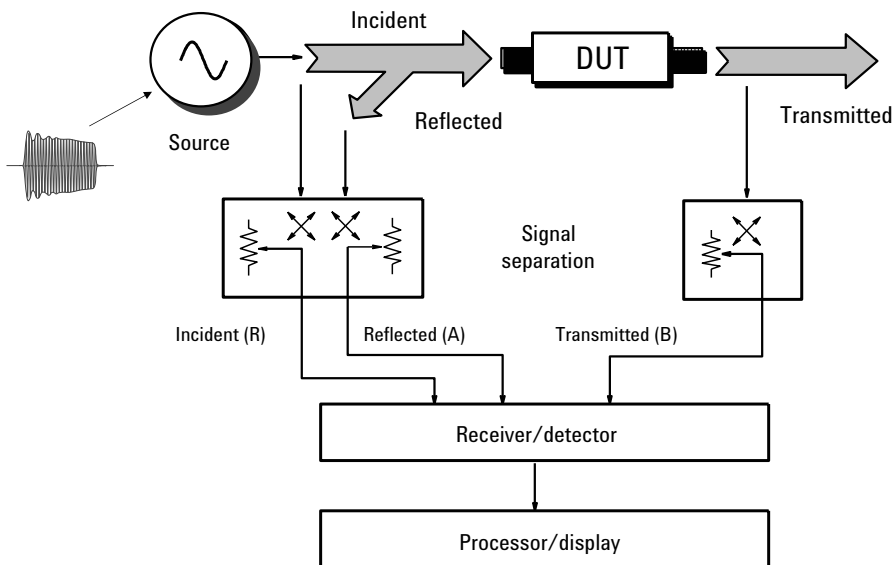 Incident
DUT
Reflected
Transmitted
Source
Signal
separation
Incident (R)
Reflected (A)
Transmitted (B)
Receiver/detector
Processor/display